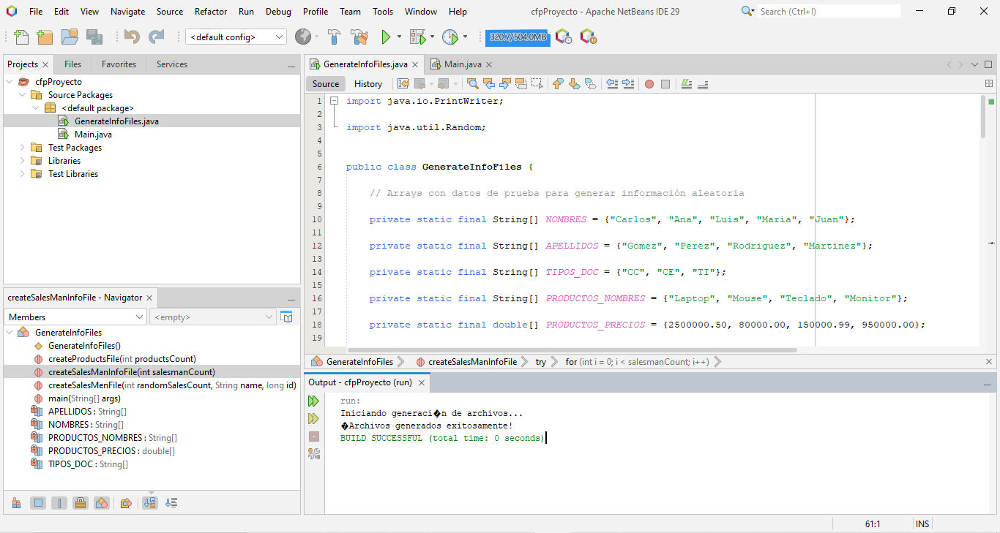 File Edit View Navigate Source Refactor Run Debug Profile Team Tools Window Help
cfpProyecto - Apache NetBeans IDE 29
Search (Ctrl+I)
<default config>
320.7/504.0MB
Projects Files Favorites Services
cfpProyecto
Source Packages
<default package>
GenerateInfoFiles.java
Main.java
Test Packages
Libraries
Test Libraries
createSalesManInfoFile - Navigator
Members
<empty>
GenerateInfoFiles
GenerateInfoFiles()
createProductsFile(int productsCount)
createSalesManInfoFile(int salesmanCount)
createSalesMenFile(int randomSalesCount, String name, long id)
main(String[] args)
APELLIDOS : String[]
NOMBRES : String[]
PRODUCTOS_NOMBRES : String[]
PRODUCTOS_PRECIOS : double[]
TIPOS_DOC : String[]
GenerateInfoFiles.java Main.java
Source History
1 import java.io.PrintWriter;
2
3 import java.util.Random;
4
5
6 public class GenerateInfoFiles {
7
8 // Arrays con datos de prueba para generar información aleatoria
9
10 private static final String[] NOMBRES = {"Carlos", "Ana", "Luis", "Maria", "Juan"};
11
12 private static final String[] APELLIDOS = {"Gomez", "Perez", "Rodriguez", "Martinez"};
13
14 private static final String[] TIPOS_DOC = {"CC", "CE", "TI"};
15
16 private static final String[] PRODUCTOS_NOMBRES = {"Laptop", "Mouse", "Teclado", "Monitor"};
17
18 private static final double[] PRODUCTOS_PRECIOS = {2500000.50, 80000.00, 150000.99, 950000.00};
19
GenerateInfoFiles createSalesManInfoFile try for (int i = 0; i < salesmanCount; i++)
Output - cfpProyecto (run)
run:
Iniciando generaci�n de archivos...
�Archivos generados exitosamente!
BUILD SUCCESSFUL (total time: 0 seconds)
61:1 INS